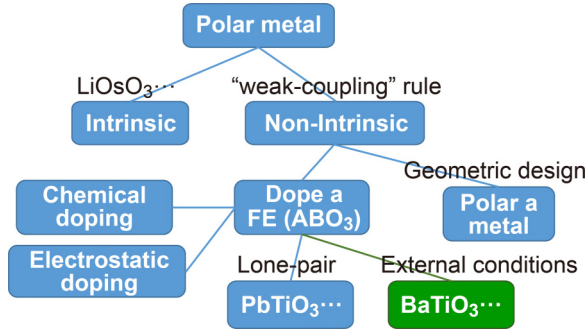 Polar metal
LiOsO₃···
“weak-coupling” rule
Intrinsic
Non-Intrinsic
Geometric design
Chemical
doping
Dope a
FE (ABO₃)
Polar a
metal
Electrostatic
doping
Lone-pair
External conditions
PbTiO₃···
BaTiO₃···